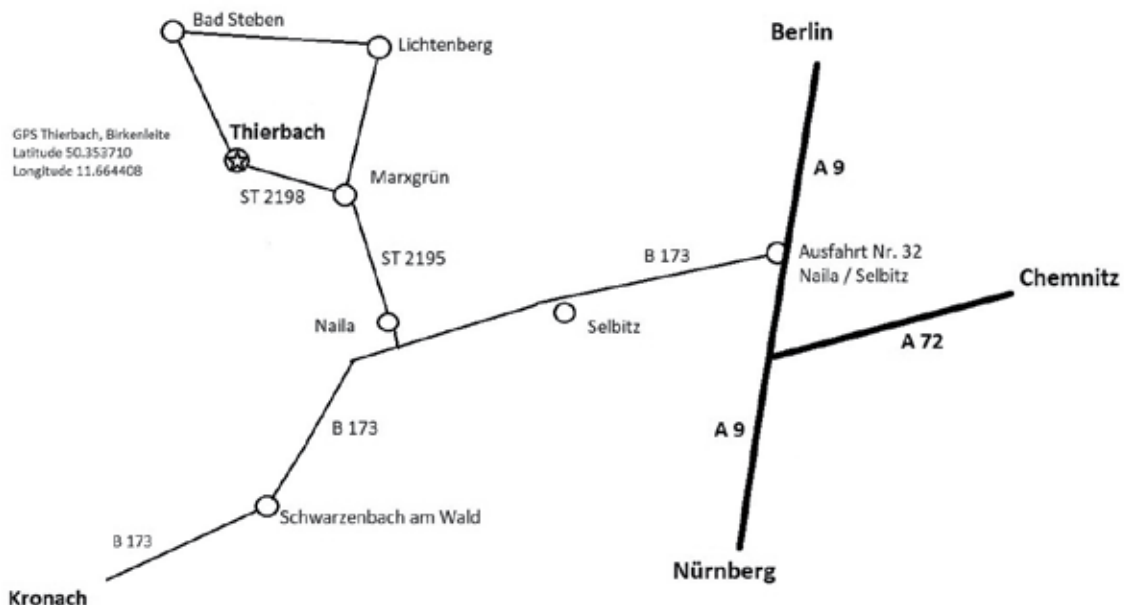 Bad Steben
Lichtenberg
Berlin
GPS Thierbach, Birkenleite
Latitude 50.353710
Longitude 11.664408
Thierbach
ST 2198
Marxgrün
A 9
ST 2195
B 173
Ausfahrt Nr. 32
Naila / Selbitz
Chemnitz
Naila
Selbitz
A 72
B 173
A 9
Schwarzenbach am Wald
B 173
Nürnberg
Kronach